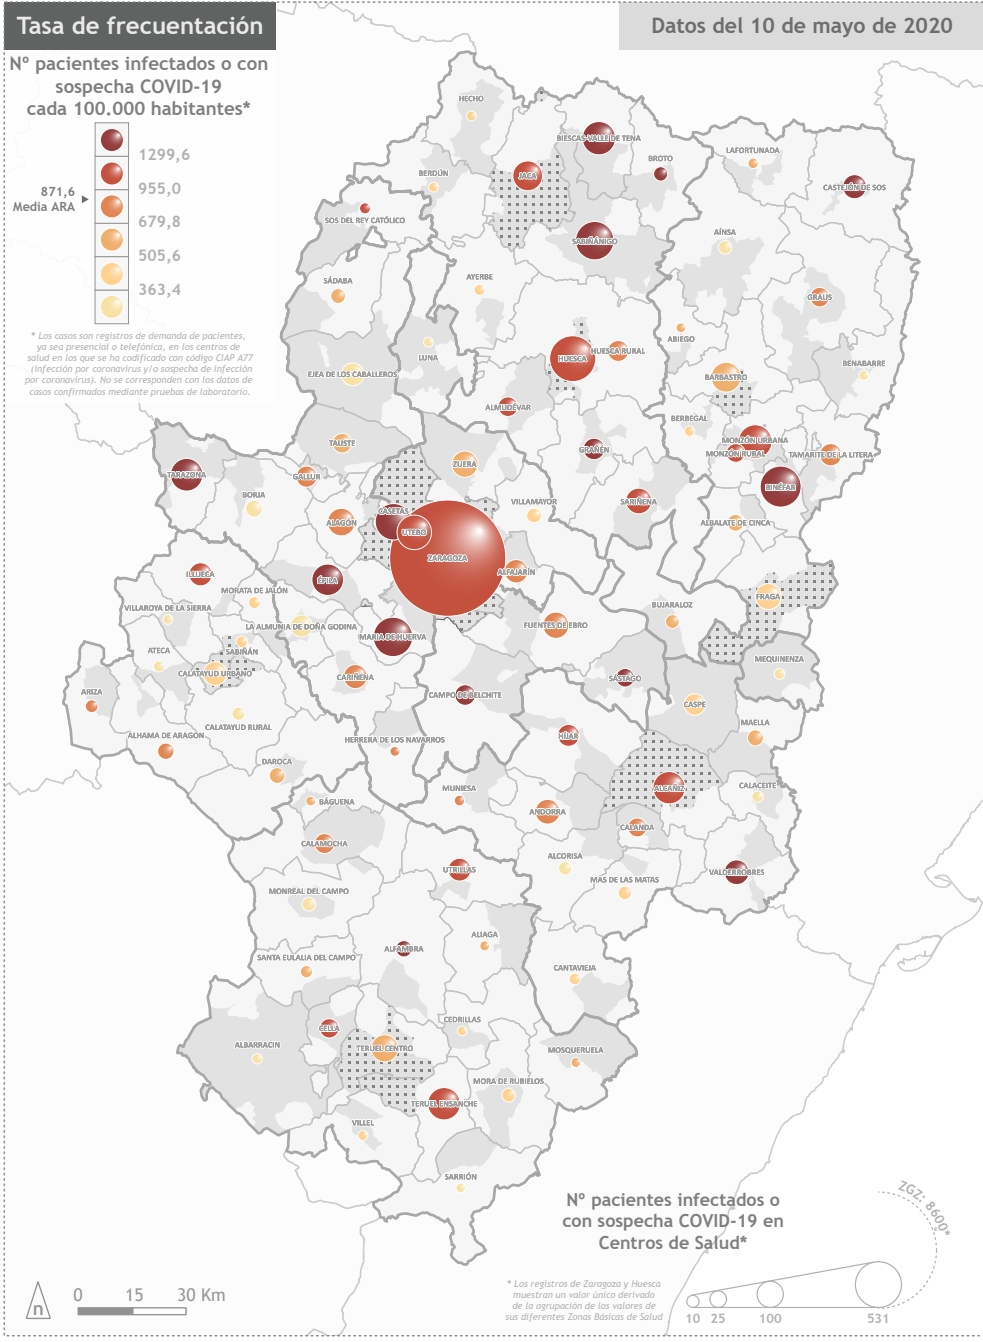 Tasa de frecuentación
Datos del 10 de mayo de 2020
Nº pacientes infectados o con
sospecha COVID-19
cada 100.000 habitantes*
1299,6
955,0
871,6
Media ARA
679,8
505,6
363,4
* Los casos son registros de demanda de pacientes,
ya sea presencial o telefónica, en los centros de
salud en los que se ha codificado con código CIAP A77
(infección por coronavirus y/o sospecha de infección
por coronavirus). No se corresponden con los datos de
casos confirmados mediante pruebas de laboratorio.
HECHO
BIESCAS-VALLE DE TENA
BROTO
LAFORTUNADA
BERDÚN
JACA
CASTEJÓN DE SOS
SOS DEL REY CATÓLICO
SABIÑÁNIGO
AÍNSA
SÁDABA
AYERBE
GRAUS
ABIEGO
LUNA
HUESCA
HUESCA RURAL
BENABARRE
EJEA DE LOS CABALLEROS
BARBASTRO
ALMUDÉVAR
BERBEGAL
TAUSTE
GRAÑÉN
MONZÓN URBANA
MONZÓN RURAL
TAMARITE DE LA LITERA
ZUERA
TARAZONA
GALLUR
BINÉFAR
BORJA
VILLAMAYOR
SARIÑENA
CASETAS
ALAGÓN
UTEBO
ALBALATE DE CINCA
ZARAGOZA
ALFAJARÍN
ILLUECA
ÉPILA
MORATA DE JALÓN
FRAGA
VILLAROYA DE LA SIERRA
BUJARALOZ
LA ALMUNIA DE DOÑA GODINA
FUENTES DE EBRO
MARIA DE HUERVA
ATECA
SABIÑÁN
MEQUINENZA
CALATAYUD URBANO
CARIÑENA
SÁSTAGO
ARIZA
CAMPO DE BELCHITE
CASPE
CALATAYUD RURAL
MAELLA
ALHAMA DE ARAGÓN
HERRERA DE LOS NAVARROS
HIJAR
DAROCA
MUNIESA
ALCAÑIZ
CALACEITE
BÁGUENA
ANDORRA
CALANDA
CALAMOCHA
ALCORISA
UTRILLAS
VALDERROBRES
MAS DE LAS MATAS
MONREAL DEL CAMPO
ALIAGA
ALFAMBRA
SANTA EULALIA DEL CAMPO
CANTAVIEJA
CELLA
CEDRILLAS
ALBARRACIN
TERUEL CENTRO
MOSQUERUELA
MORA DE RUBIELOS
TERUEL ENSANCHE
VILLEL
SARRIÓN
Nº pacientes infectados o
con sospecha COVID-19 en
Centros de Salud*
ZGZ: 8600*
* Los registros de Zaragoza y Huesca
muestran un valor único derivado
de la agrupación de los valores de
sus diferentes Zonas Básicas de Salud
10 25 100 531
n
0 15 30 Km